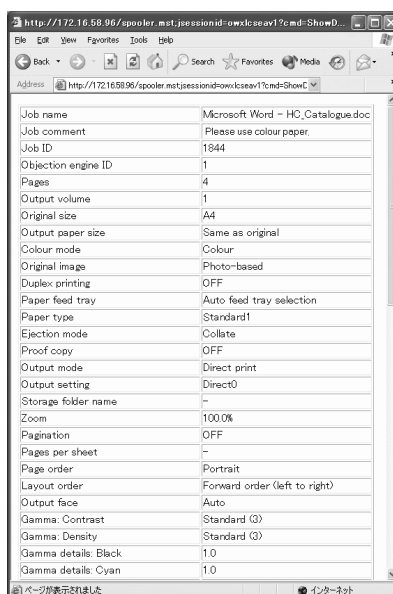 http://172.16.58.96/spooler.mst;jsessionid=owxlcseav1?cmd=ShowD...
File Edit View Favorites Tools Help
Back Search Favorites Media
Address http://172.16.58.96/spooler.mst;jsessionid=owxlcseav1?cmd=ShowD
Job name Microsoft Word - HC_Catalogue.doc
Job comment Please use colour paper.
Job ID 1844
Objection engine ID 1
Pages 4
Output volume 1
Original size A4
Output paper size Same as original
Colour mode Colour
Original image Photo-based
Duplex printing OFF
Paper feed tray Auto feed tray selection
Paper type Standard1
Ejection mode Collate
Proof copy OFF
Output mode Direct print
Output setting Direct0
Storage folder name -
Zoom 100.0%
Pagination OFF
Pages per sheet -
Page order Portrait
Layout order Forward order (left to right)
Output face Auto
Gamma: Contrast Standard (3)
Gamma: Density Standard (3)
Gamma details: Black 1.0
Gamma details: Cyan 1.0
ページが表示されました インターネット